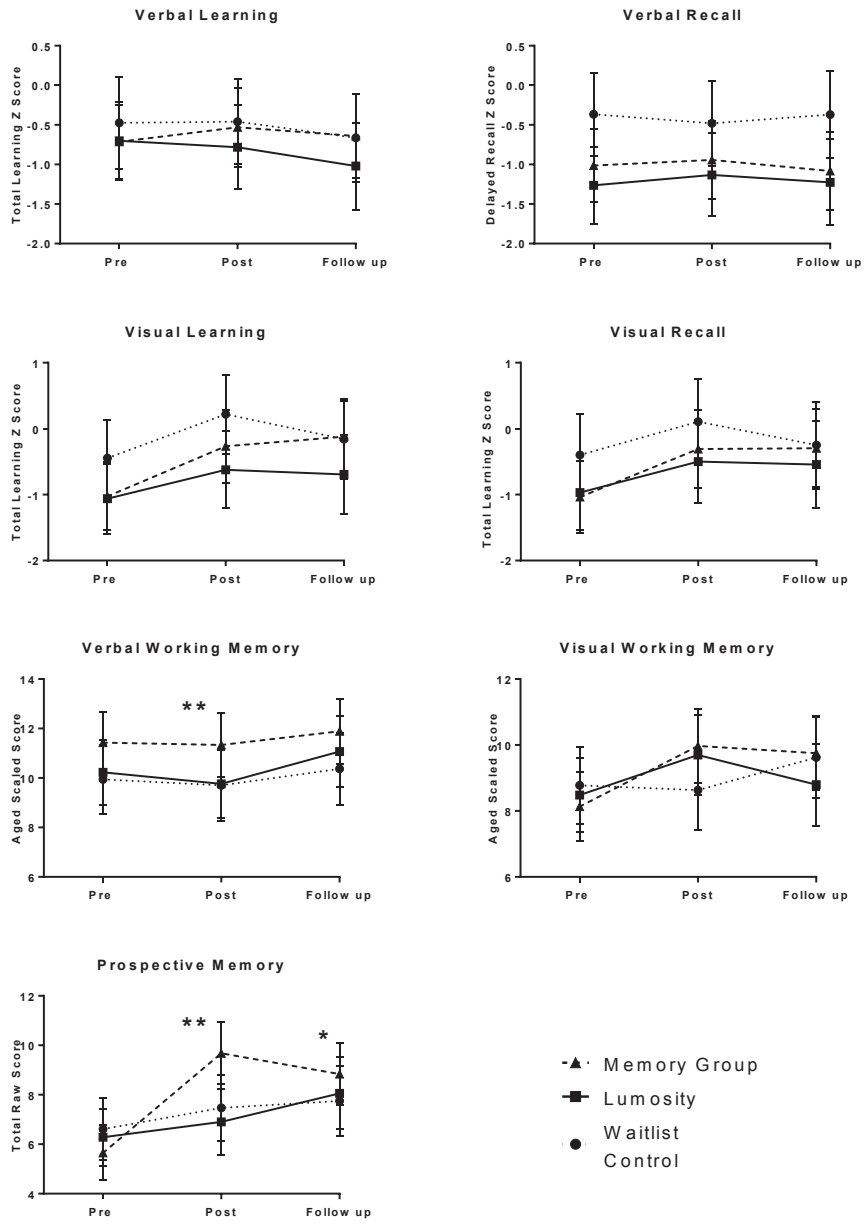 Verbal Learning
Total Learning Z Score
0.5
0.0
-0.5
-1.0
-1.5
-2.0
Pre Post Follow up
Verbal Recall
Delayed Recall Z Score
0.5
0.0
-0.5
-1.0
-1.5
-2.0
Pre Post Follow up
Visual Learning
Total Learning Z Score
1
0
-1
-2
Pre Post Follow up
Visual Recall
Total Learning Z Score
1
0
-1
-2
Pre Post Follow up
Verbal Working Memory
Aged Scaled Score
14
12
10
8
6
**
Pre Post Follow up
Visual Working Memory
Aged Scaled Score
12
10
8
6
Pre Post Follow up
Prospective Memory
Total Raw Score
12
10
8
6
4
**
*
Pre Post Follow up
Memory Group
Lumosity
Waitlist
Control